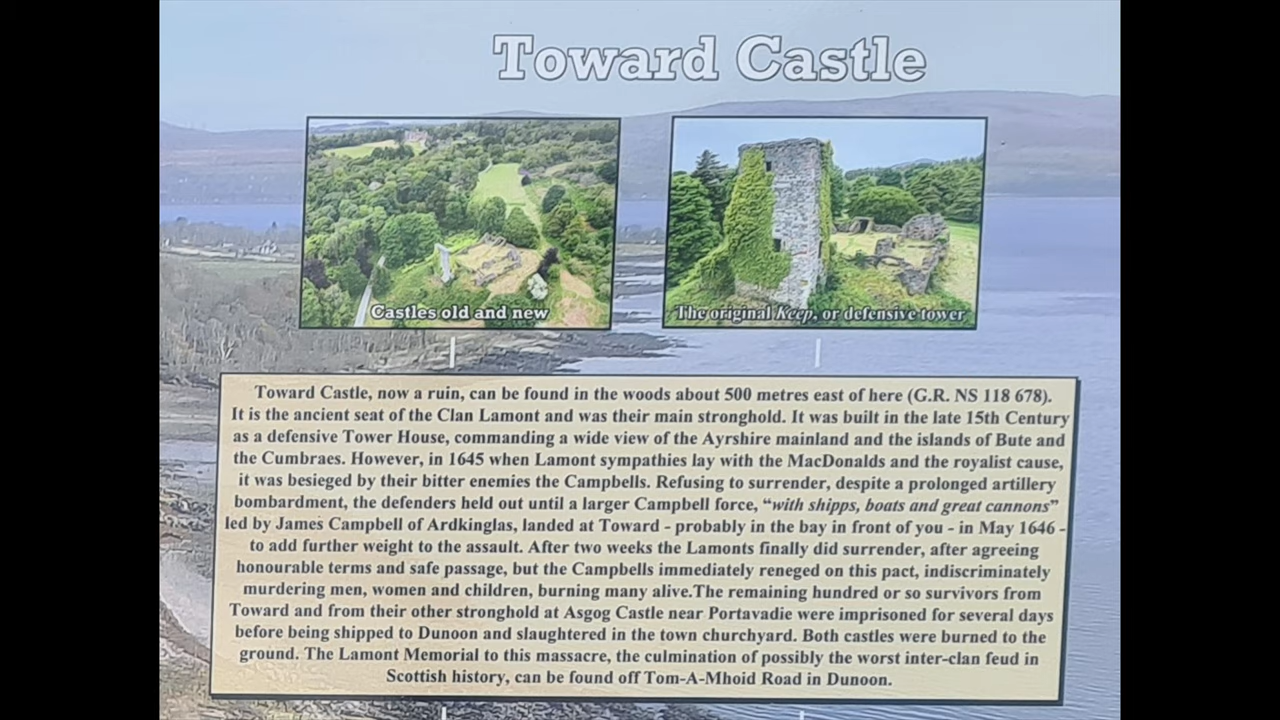 Toward Castle
Castles old and new
The original Keep, or defensive tower
Toward Castle, now a ruin, can be found in the woods about 500 metres east of here (G.R. NS 118 678).
It is the ancient seat of the Clan Lamont and was their main stronghold. It was built in the late 15th Century
as a defensive Tower House, commanding a wide view of the Ayrshire mainland and the islands of Bute and
the Cumbraes. However, in 1645 when Lamont sympathies lay with the MacDonalds and the royalist cause,
it was besieged by their bitter enemies the Campbells. Refusing to surrender, despite a prolonged artillery
bombardment, the defenders held out until a larger Campbell force, “with shipps, boats and great cannons”
led by James Campbell of Ardkinglas, landed at Toward - probably in the bay in front of you - in May 1646 -
to add further weight to the assault. After two weeks the Lamonts finally did surrender, after agreeing
honourable terms and safe passage, but the Campbells immediately reneged on this pact, indiscriminately
murdering men, women and children, burning many alive.The remaining hundred or so survivors from
Toward and from their other stronghold at Asgog Castle near Portavadie were imprisoned for several days
before being shipped to Dunoon and slaughtered in the town churchyard. Both castles were burned to the
ground. The Lamont Memorial to this massacre, the culmination of possibly the worst inter-clan feud in
Scottish history, can be found off Tom-A-Mhoid Road in Dunoon.